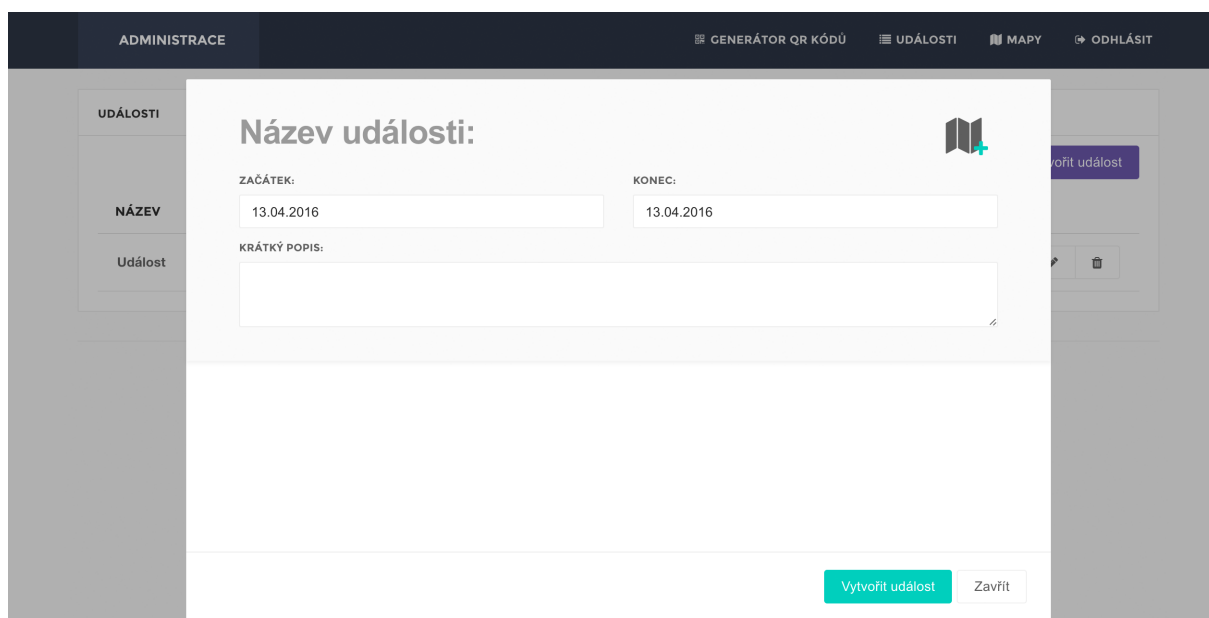 ADMINISTRACE
GENERÁTOR QR KÓDŮ
UDÁLOSTI
MAPY
ODHLÁSIT
UDÁLOSTI
Název události:
ZAČÁTEK:
KONEC:
13.04.2016
13.04.2016
KRÁTKÝ POPIS:
událost
NÁZEV
Událost
Vytvořit událost
Zavřít